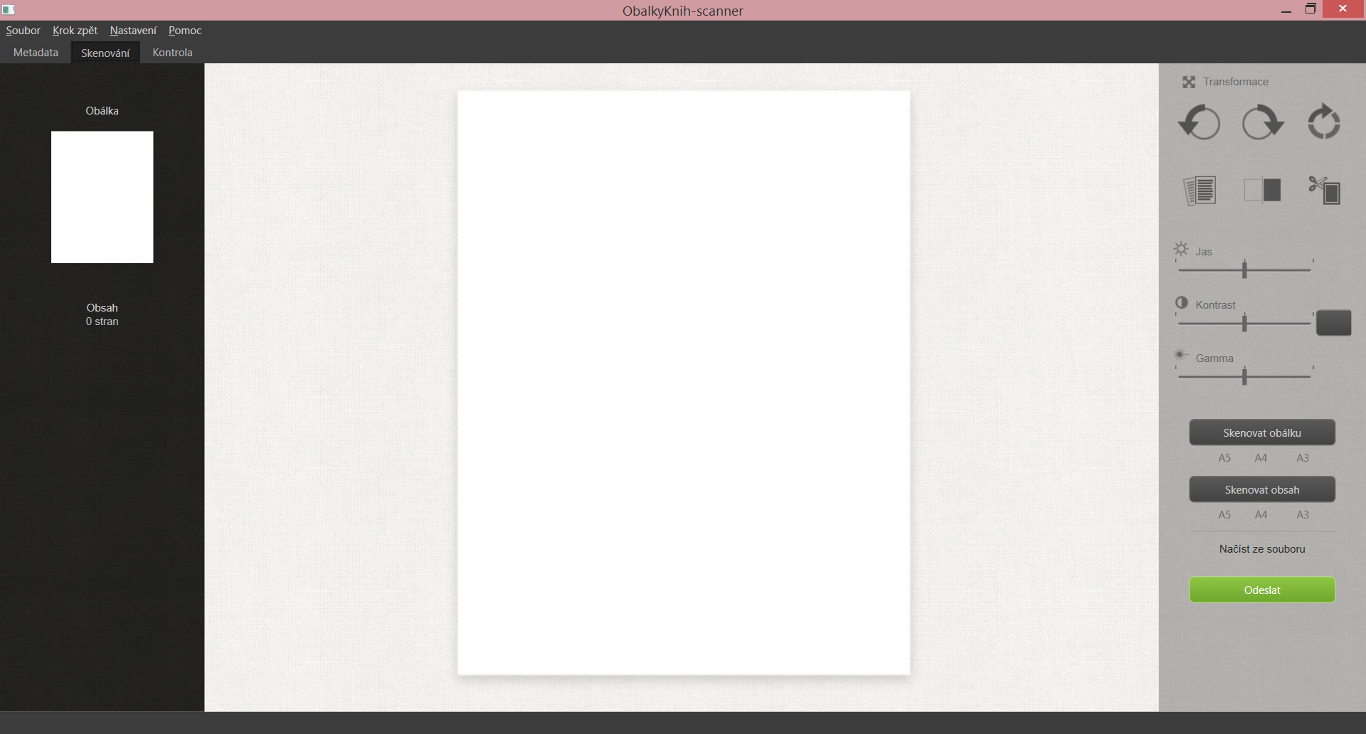 ObalkyKnih-scanner
Soubor Krok zpět Nastavení Pomoc
Metadata Skenování Kontrola
Obálka
Obsah
0 stran
Transformace
Jas
Kontrast
Gamma
Skenovat obálku
A5 A4 A3
Skenovat obsah
A5 A4 A3
Načíst ze souboru
Odeslat